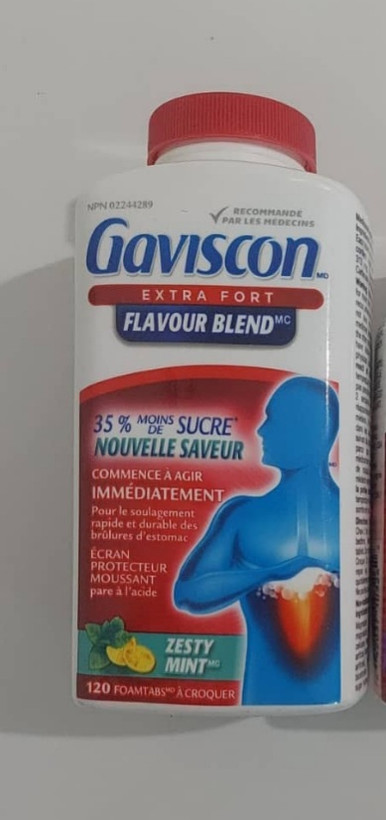 NPN 02244289
RECOMMANDÉ
PAR LES MÉDECINS
Gaviscon MD
EXTRA FORT
FLAVOUR BLEND MC
35 % MOINS DE SUCRE*
NOUVELLE SAVEUR
COMMENCE À AGIR
IMMÉDIATEMENT
Pour le soulagement
rapide et durable des
brûlures d'estomac
ÉCRAN
PROTECTEUR
MOUSSANT
pare à l'acide
ZESTY
MINT MC
120 FOAMTABS MD À CROQUER